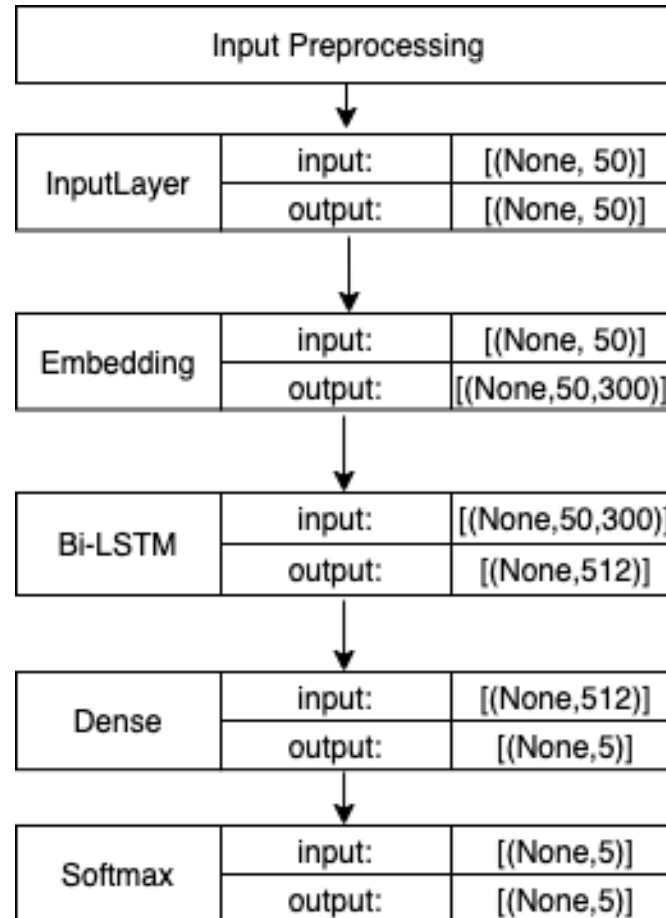 Input Preprocessing
InputLayer
input: [(None, 50)]
output: [(None, 50)]
Embedding
input: [(None, 50)]
output: [(None,50,300)]
Bi-LSTM
input: [(None,50,300)]
output: [(None,512)]
Dense
input: [(None,512)]
output: [(None,5)]
Softmax
input: [(None,5)]
output: [(None,5)]